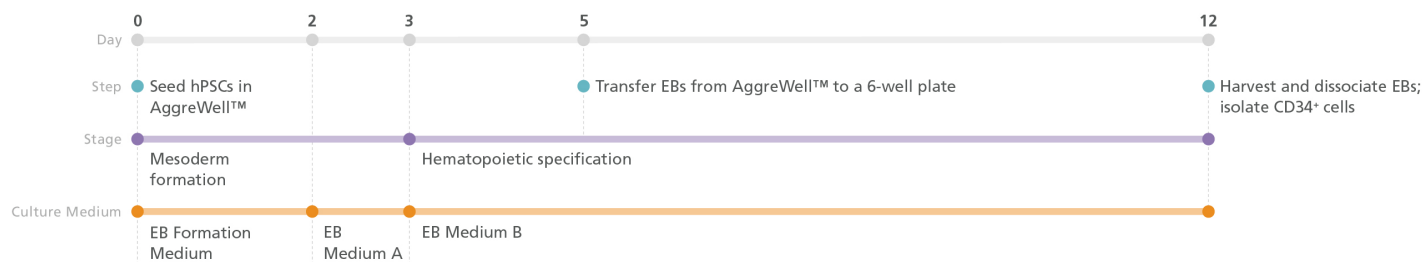 0 2 3 5 12
Day
Step
Seed hPSCs in
AggreWell™
Transfer EBs from AggreWell™ to a 6-well plate
Harvest and dissociate EBs;
isolate CD34⁺ cells
Stage
Mesoderm
formation
Hematopoietic specification
Culture Medium
EB Formation
Medium
EB
Medium A
EB Medium B